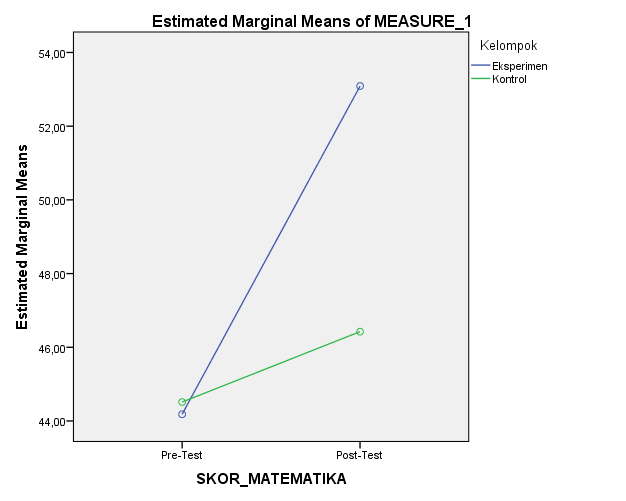 Estimated Marginal Means of MEASURE_1
Kelompok
Eksperimen
Kontrol
Estimated Marginal Means
54,00
52,00
50,00
48,00
46,00
44,00
Pre-Test
Post-Test
SKOR_MATEMATIKA